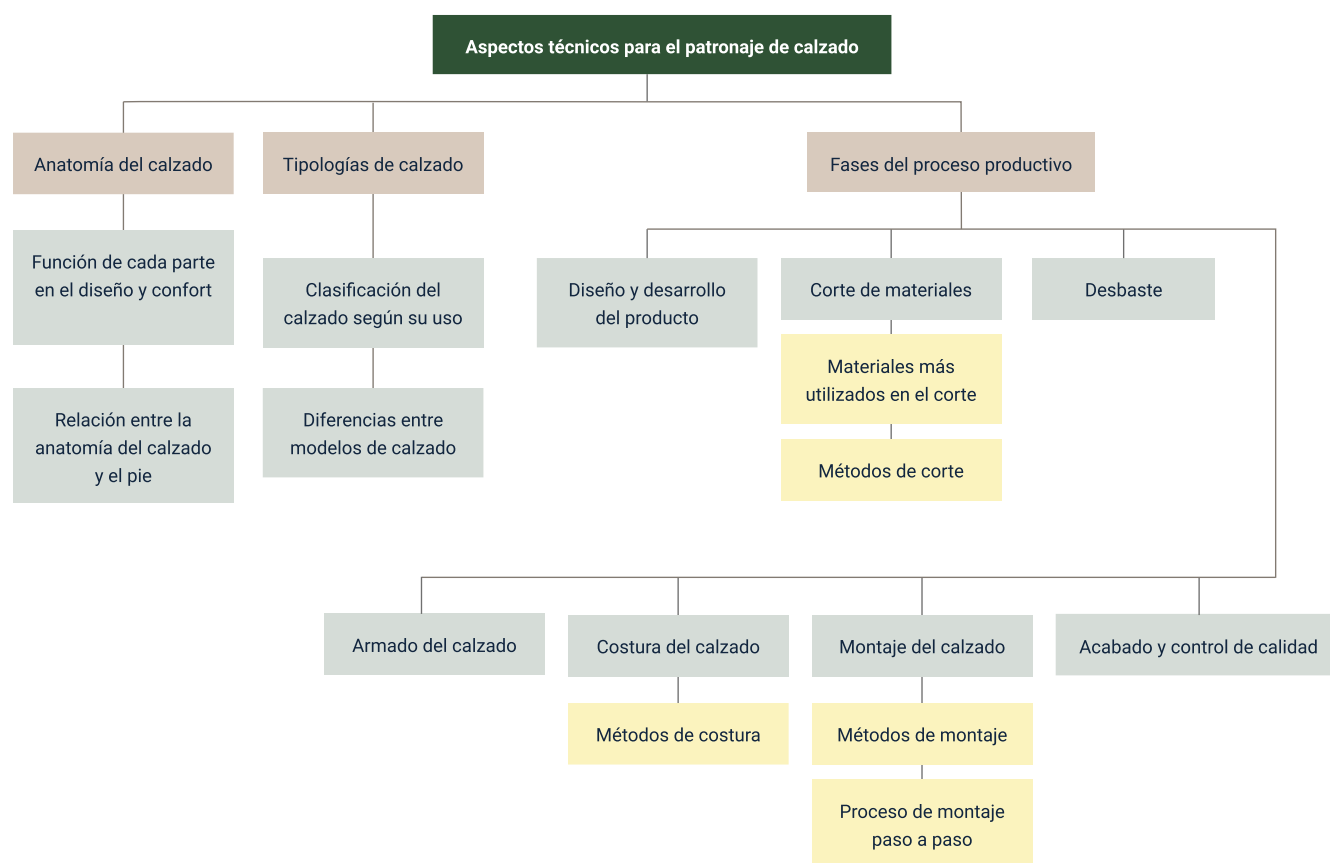 Aspectos técnicos para el patronaje de calzado
Anatomía del calzado
Tipologías de calzado
Fases del proceso productivo
Función de cada parte
en el diseño y confort
Relación entre la
anatomía del calzado
y el pie
Clasificación del
calzado según su uso
Diferencias entre
modelos de calzado
Diseño y desarrollo
del producto
Corte de materiales
Materiales más
utilizados en el corte
Métodos de corte
Desbaste
Armado del calzado
Costura del calzado
Métodos de costura
Montaje del calzado
Métodos de montaje
Proceso de montaje
paso a paso
Acabado y control de calidad